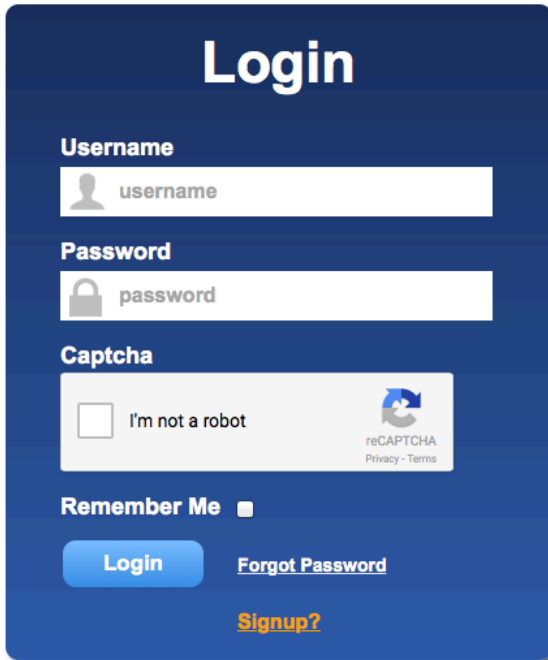 Login
Username
username
Password
password
Captcha
I'm not a robot
reCAPTCHA
Privacy - Terms
Remember Me
Login Forgot Password
Signup?